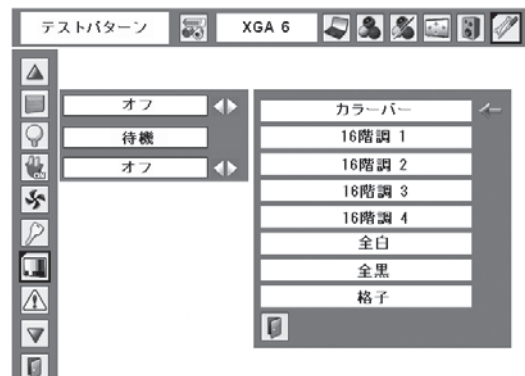 テストパターン
XGA 6
オフ
待機
オフ
カラーバー
16階調 1
16階調 2
16階調 3
16階調 4
全白
全黒
格子